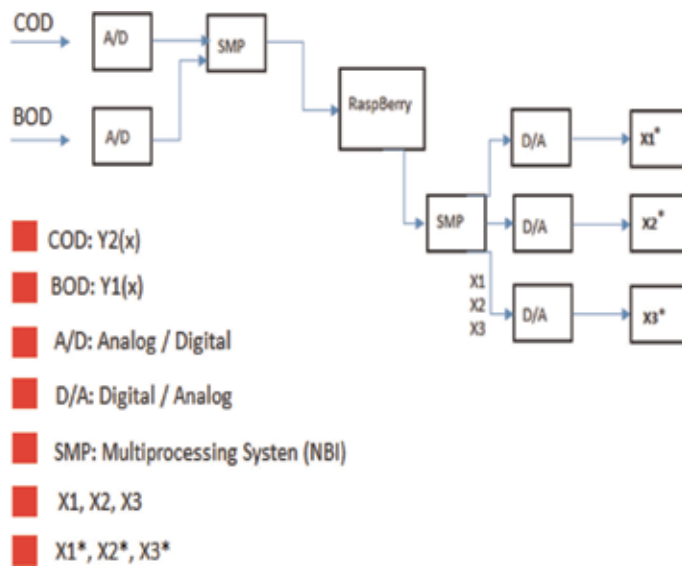 COD
A/D
SMP
BOD
A/D
RaspBerry
D/A
X1*
SMP
D/A
X2*
X1
X2
X3
D/A
X3*
COD: Y2(x)
BOD: Y1(x)
A/D: Analog / Digital
D/A: Digital / Analog
SMP: Multiprocessing Systen (NBI)
X1, X2, X3
X1*, X2*, X3*